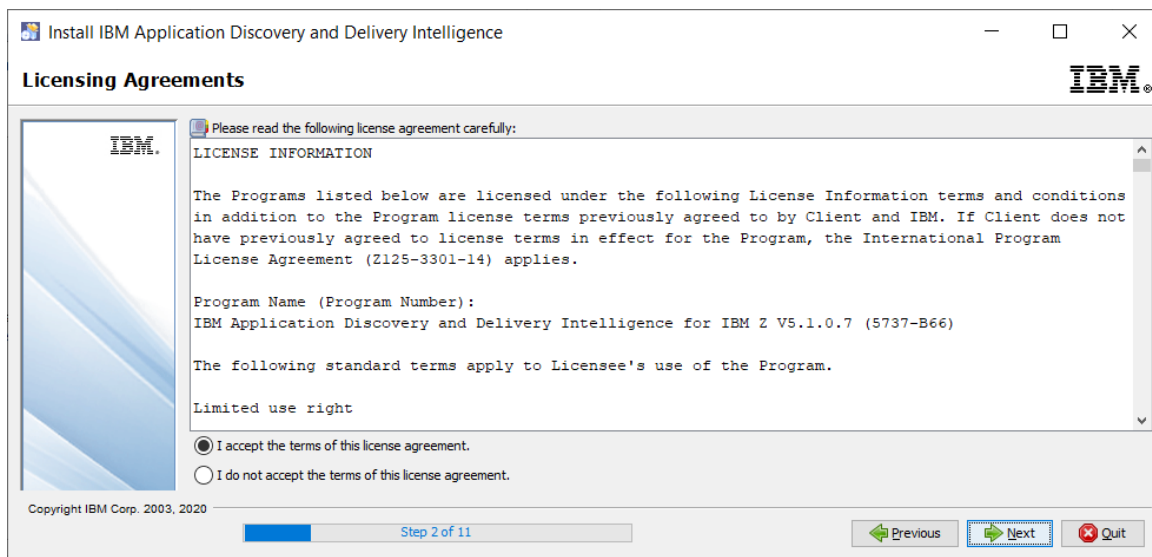 Install IBM Application Discovery and Delivery Intelligence
Licensing Agreements
IBM®
IBM.
Please read the following license agreement carefully:
LICENSE INFORMATION
The Programs listed below are licensed under the following License Information terms and conditions
in addition to the Program license terms previously agreed to by Client and IBM. If Client does not
have previously agreed to license terms in effect for the Program, the International Program
License Agreement (Z125-3301-14) applies.
Program Name (Program Number):
IBM Application Discovery and Delivery Intelligence for IBM Z V5.1.0.7 (5737-B66)
The following standard terms apply to Licensee's use of the Program.
Limited use right
I accept the terms of this license agreement.
I do not accept the terms of this license agreement.
Copyright IBM Corp. 2003, 2020
Step 2 of 11
Previous
Next
Quit